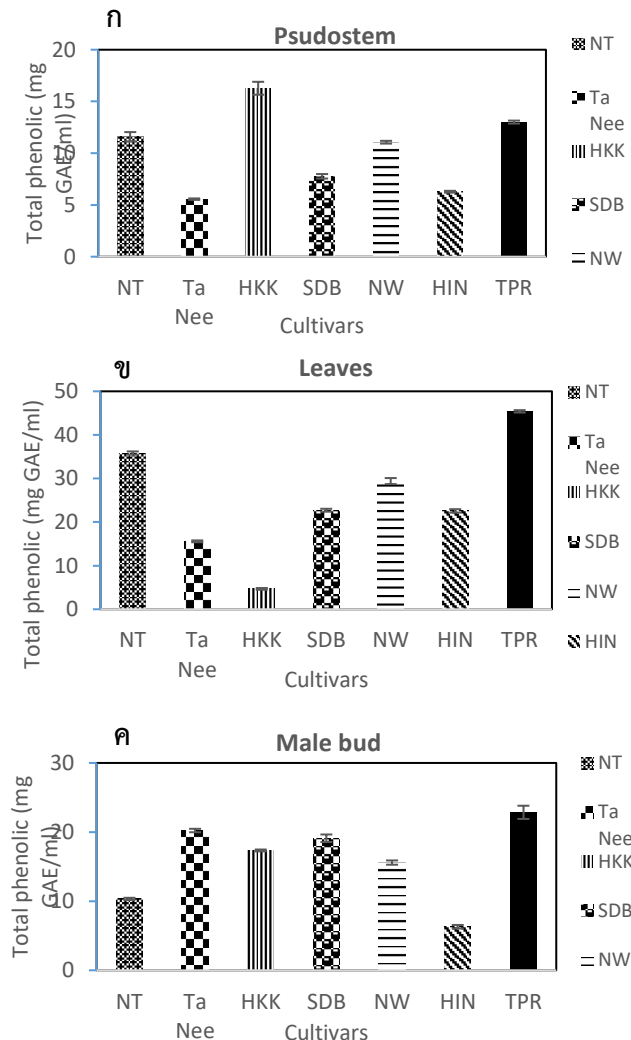 ก
Psudostem
Total phenolic (mg
GAE/ml)
20
15
10
5
0
NT
Ta
Nee
HKK
SDB
NW
HIN
TPR
Cultivars
NT
Ta
Nee
HKK
SDB
NW
ข
Leaves
Total phenolic (mg GAE/ml)
50
40
30
20
10
0
NT
Ta
Nee
HKK
SDB
NW
HIN
TPR
Cultivars
NT
Ta
Nee
HKK
SDB
NW
HIN
ค
Male bud
Total phenolic (mg
GAE/ml)
30
20
10
0
NT
Ta
Nee
HKK
SDB
NW
HIN
TPR
Cultivars
NT
Ta
Nee
HKK
SDB
NW